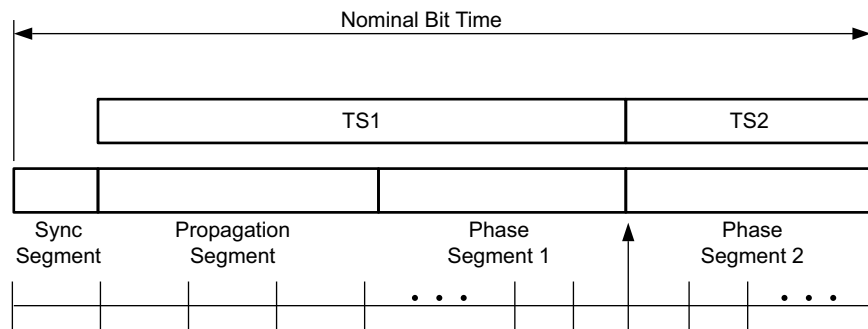 Nominal Bit Time
TS1
TS2
Sync
Segment
Propagation
Segment
Phase
Segment 1
Phase
Segment 2
• • •
• • •